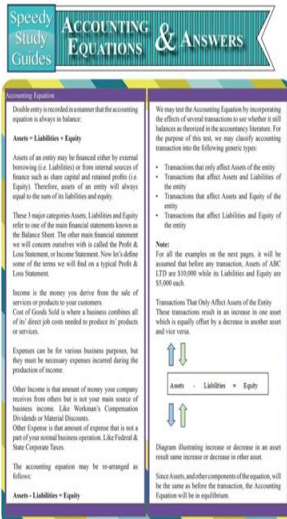 Speedy
Study
Guides
ACCOUNTING
EQUATIONS & ANSWERS
Accounting Equation
Double entry is recorded in a manner that the accounting
equation is always in balance:
Assets = Liabilities + Equity
Assets of an entity may be financed either by external
borrowing (i.e. Liabilities) or from internal sources of
finance such as share capital and retained profits (i.e.
Equity). Therefore, assets of an entity will always
equal to the sum of its liabilities and equity.
These 3 major categories Assets, Liabilities and Equity
refer to one of the main financial statements known as
the Balance Sheet. The other main financial statement
we will concern ourselves with is called the Profit &
Loss Statement, or Income Statement. Now let's define
some of the terms we will find on a typical Profit &
Loss Statement.
Income is the money you derive from the sale of
services or products to your customers.
Cost of Goods Sold is where a business combines all
of its' direct job costs needed to produce its' products
or services.
Expenses can be for various business purposes, but
they must be necessary expenses incurred during the
production of income.
Other Income is that amount of money your company
receives from others but is not your main source of
business income. Like Workman's Compensation
Dividends or Material Discounts.
Other Expense is that amount of expense that is not a
part of your normal business operation. Like Federal &
State Corporate Taxes.
The accounting equation may be re-arranged as
follows:
Assets - Liabilities = Equity
We may test the Accounting Equation by incorporating
the effects of several transactions to see whether it still
balances as theorized in the accountancy literature. For
the purpose of this test, we may classify accounting
transaction into the following generic types:
• Transactions that only affect Assets of the entity
• Transactions that affect Assets and Liabilities of
the entity
• Transactions that affect Assets and Equity of the
entity
• Transactions that affect Liabilities and Equity of
the entity
Note:
For all the examples on the next pages, it will be
assumed that before any transaction, Assets of ABC
LTD are $10,000 while its Liabilities and Equity are
$5,000 each.
Transactions That Only Affect Assets of the Entity
These transactions result in an increase in one asset
which is equally offset by a decrease in another asset
and vice versa.
Assets - Liabilities = Equity
Diagram illustrating increase or decrease in an asset
result same increase or decrease in other asset.
Since Assets, and other components of the equation, will
be the same as before the transaction, the Accounting
Equation will be in equilibrium.